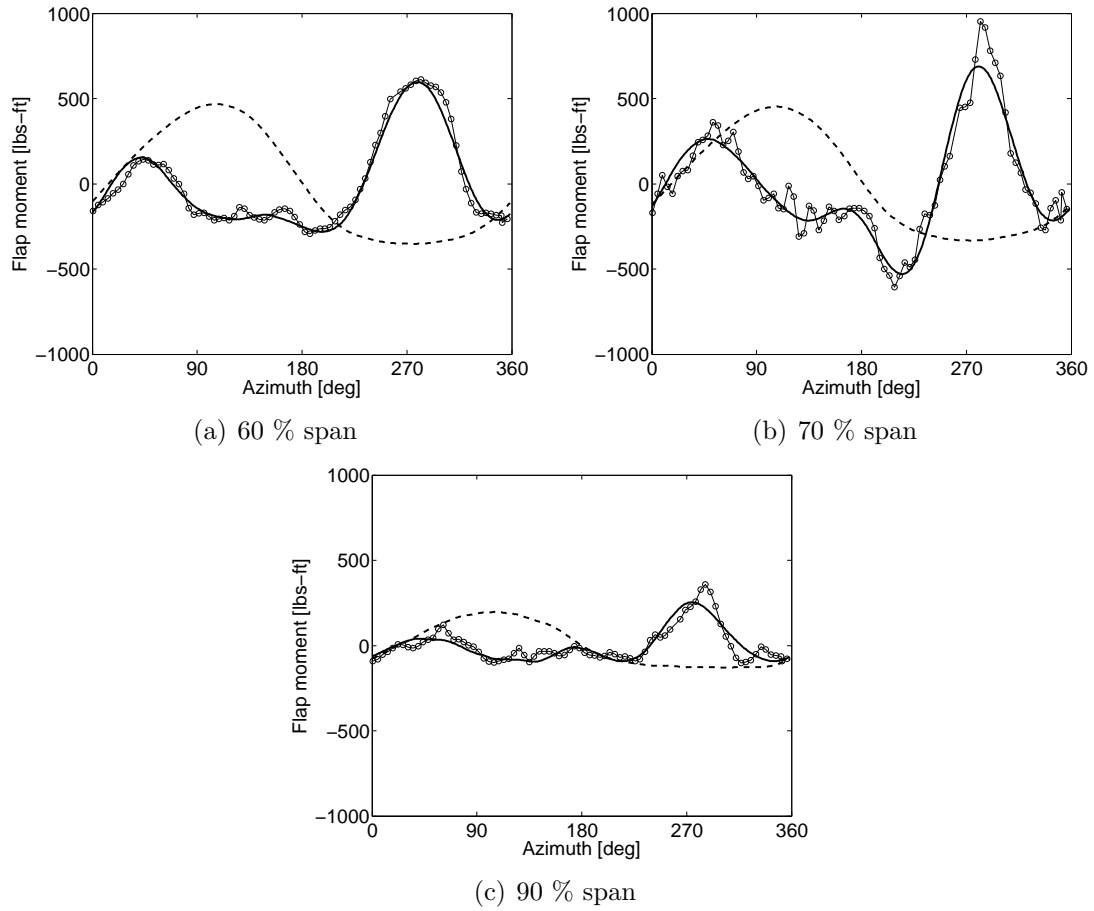 1000
500
0
−500
−1000
Flap moment [lbs−ft]
0 90 180 270 360
Azimuth [deg]
(a) 60 % span
1000
500
0
−500
−1000
Flap moment [lbs−ft]
0 90 180 270 360
Azimuth [deg]
(b) 70 % span
1000
500
0
−500
−1000
Flap moment [lbs−ft]
0 90 180 270 360
Azimuth [deg]
(c) 90 % span